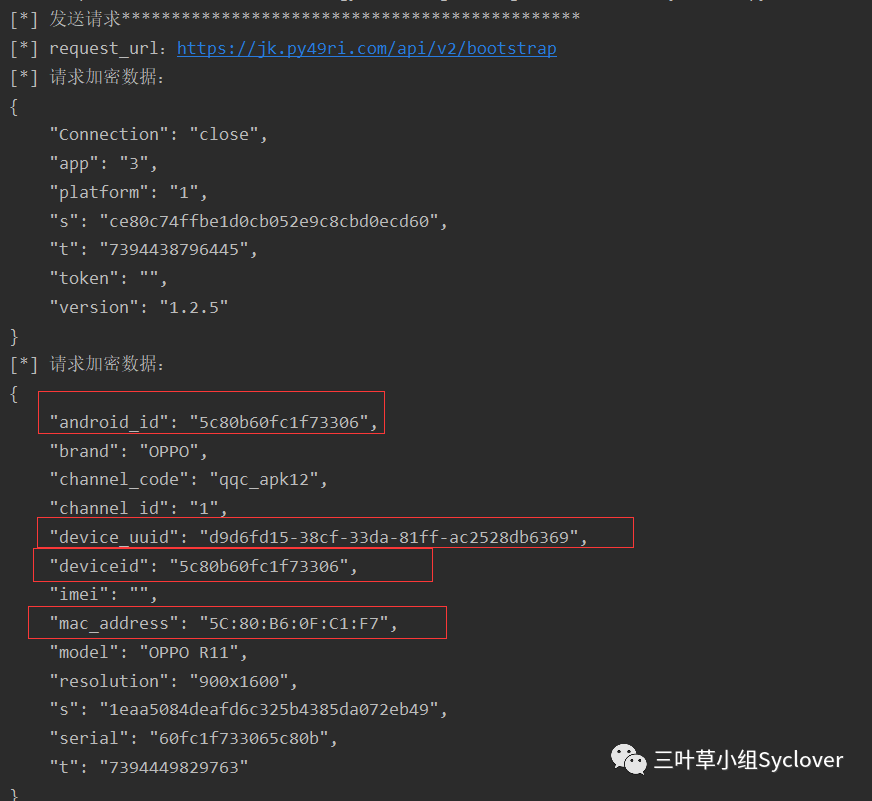 [*] 发送请求**********************************************
[*] request_url：https://jk.py49ri.com/api/v2/bootstrap
[*] 请求加密数据：
{
"Connection": "close",
"app": "3",
"platform": "1",
"s": "ce80c74ffbe1d0cb052e9c8cbd0ecd60",
"t": "7394438796445",
"token": "",
"version": "1.2.5"
}
[*] 请求加密数据：
{
"android_id": "5c80b60fc1f73306",
"brand": "OPPO",
"channel_code": "qqc_apk12",
"channel_id": "1",
"device_uuid": "d9d6fd15-38cf-33da-81ff-ac2528db6369",
"deviceid": "5c80b60fc1f73306",
"imei": "",
"mac_address": "5C:80:B6:0F:C1:F7",
"model": "OPPO R11",
"resolution": "900x1600",
"s": "1eaa5084deafd6c325b4385da072eb49",
"serial": "60fc1f733065c80b",
"t": "7394449829763"
}
三叶草小组Syclover